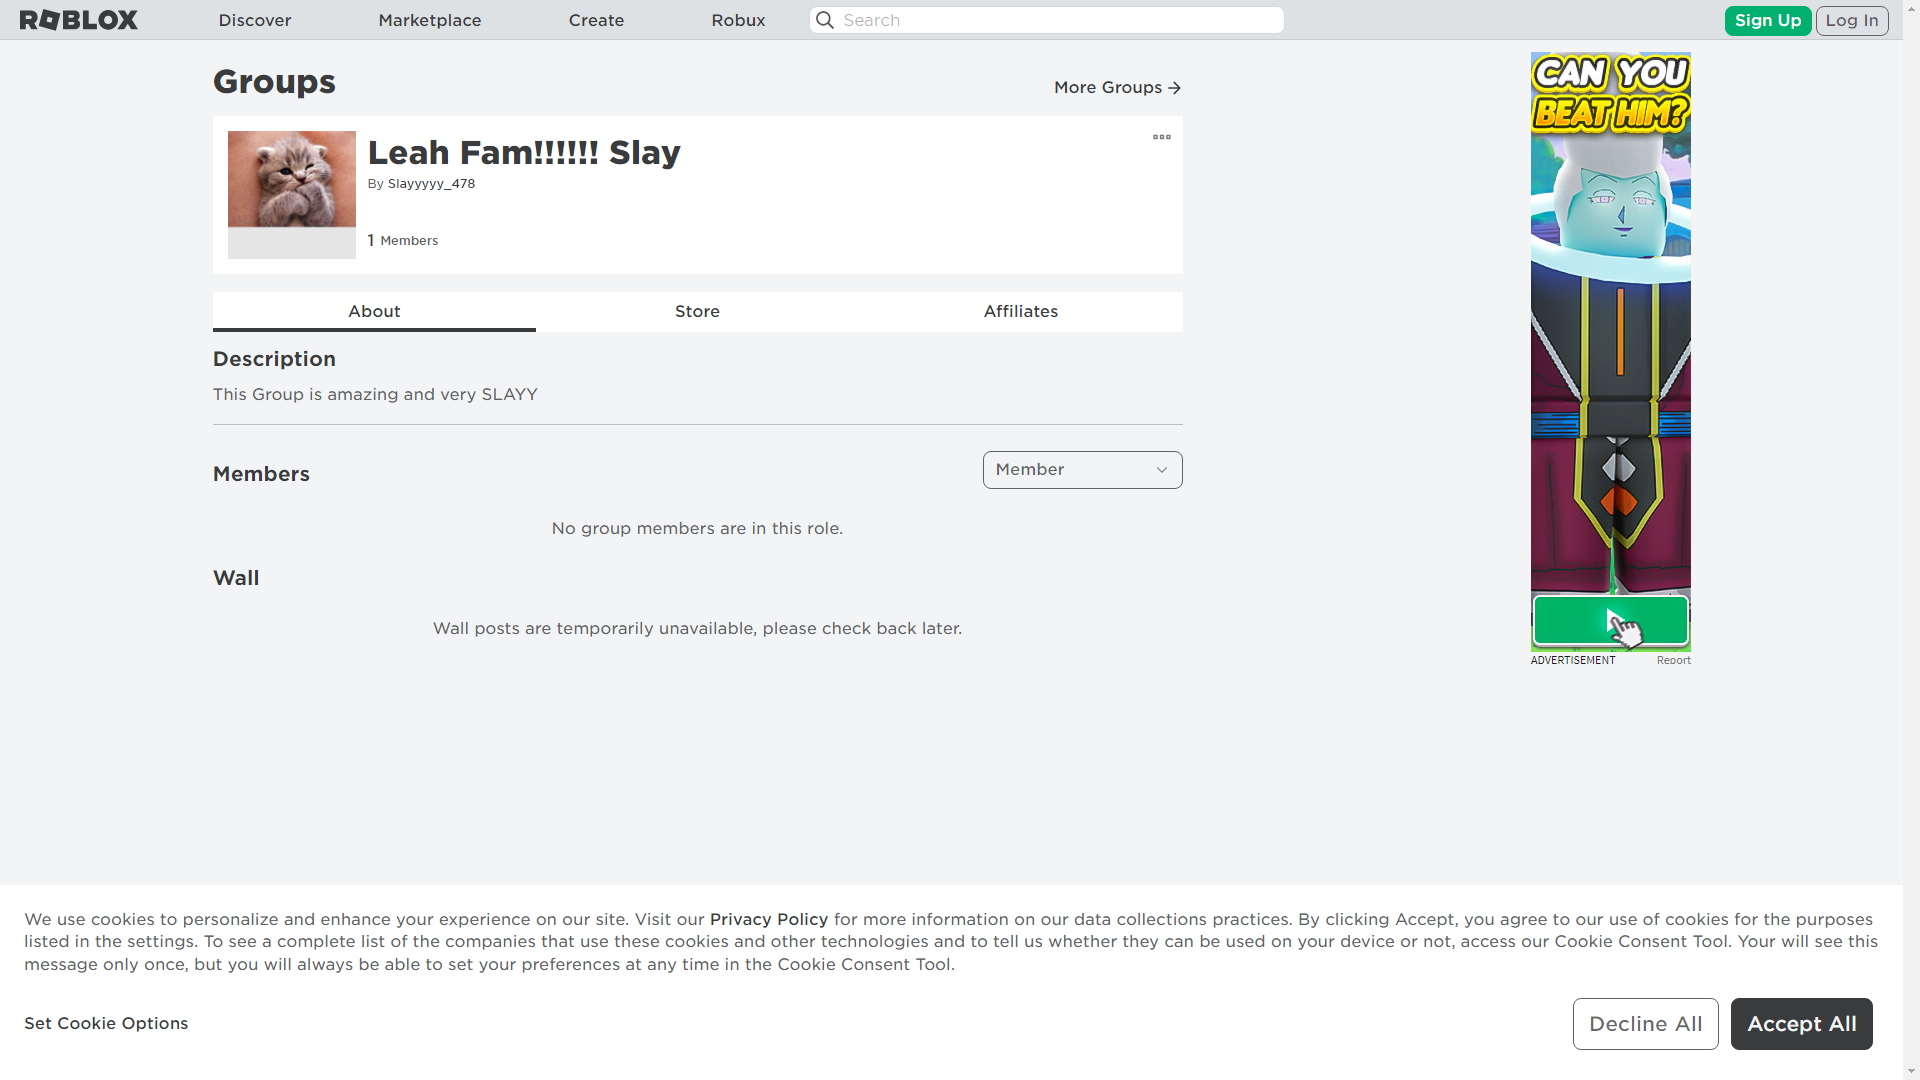 ROBLOX
Discover
Marketplace
Create
Robux
Search
Sign Up
Log In
Groups
More Groups
Leah Fam!!!!!! Slay
By Slayyyyy_478
1 Members
About
Store
Affiliates
Description
This Group is amazing and very SLAYY
Members
Member
No group members are in this role.
Wall
Wall posts are temporarily unavailable, please check back later.
CAN YOU
BEAT HIM?
ADVERTISEMENT
Report
We use cookies to personalize and enhance your experience on our site. Visit our Privacy Policy for more information on our data collections practices. By clicking Accept, you agree to our use of cookies for the purposes
listed in the settings. To see a complete list of the companies that use these cookies and other technologies and to tell us whether they can be used on your device or not, access our Cookie Consent Tool. Your will see this
message only once, but you will always be able to set your preferences at any time in the Cookie Consent Tool.
Set Cookie Options
Decline All
Accept All